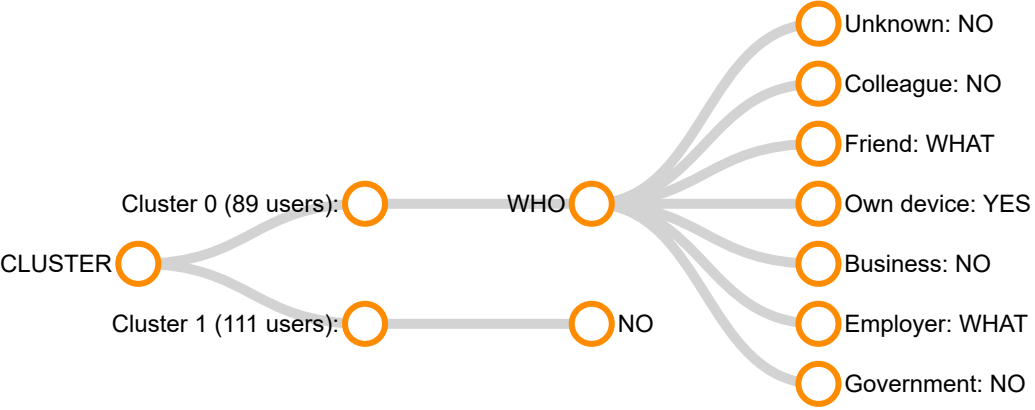 Unknown: NO
Colleague: NO
Friend: WHAT
Cluster 0 (89 users):
WHO
Own device: YES
CLUSTER
Business: NO
Cluster 1 (111 users):
NO
Employer: WHAT
Government: NO